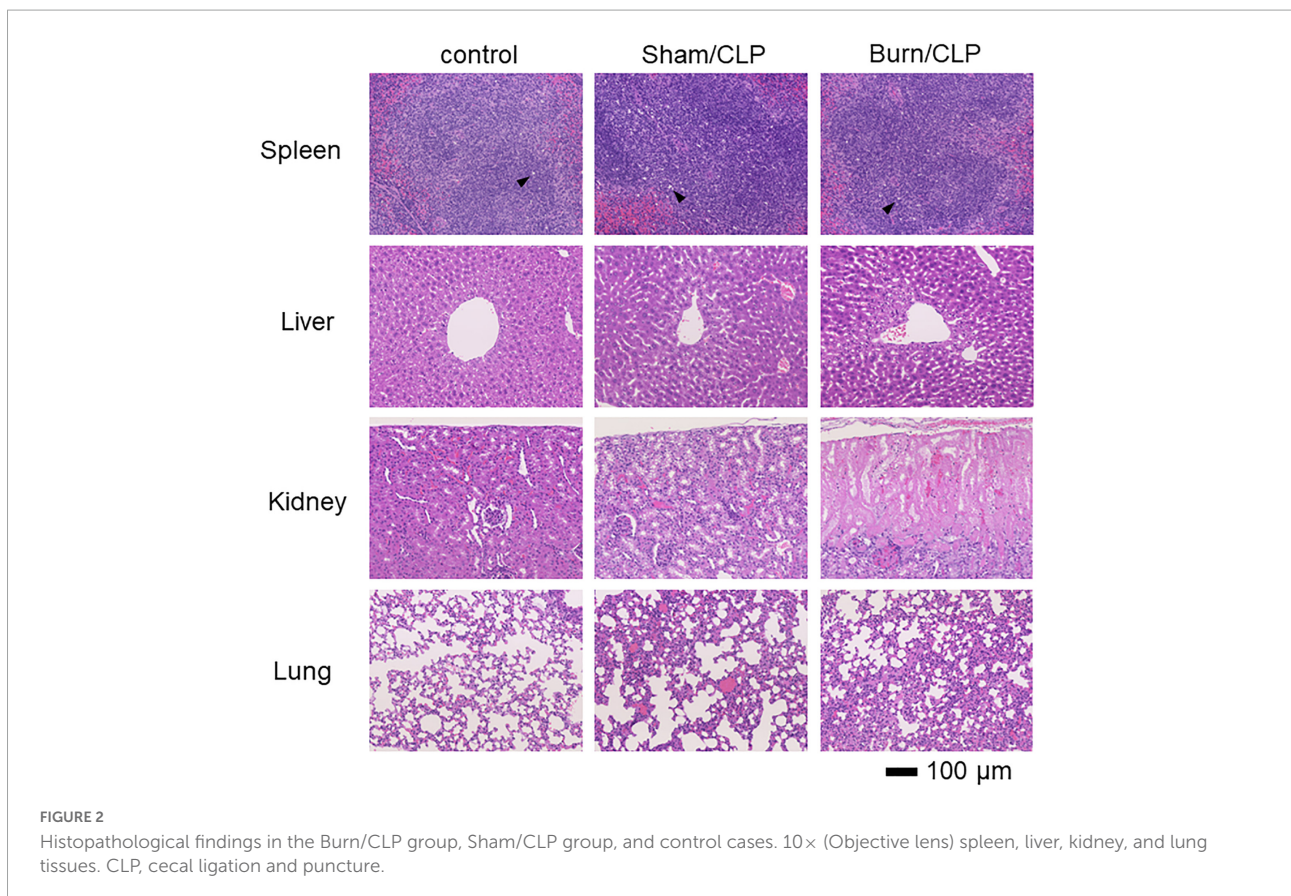 control Sham/CLP Burn/CLP
Spleen
Liver
Kidney
Lung
100 μm
FIGURE 2
Histopathological findings in the Burn/CLP group, Sham/CLP group, and control cases. 10× (Objective lens) spleen, liver, kidney, and lung
tissues. CLP, cecal ligation and puncture.